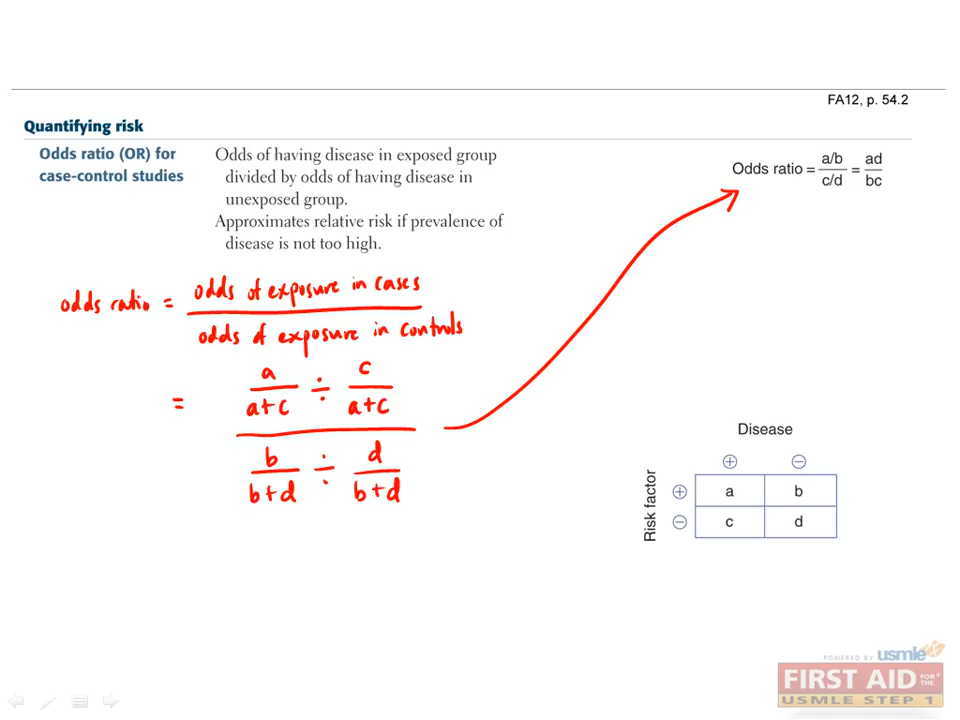 FA12, p. 54.2
Quantifying risk
Odds ratio (OR) for
case-control studies
Odds of having disease in exposed group
divided by odds of having disease in
unexposed group.
Approximates relative risk if prevalence of
disease is not too high.
Odds ratio = a/b / c/d = ad / bc
odds ratio = odds of exposure in cases
odds of exposure in controls
= a / a+c ÷ c / a+c
b / b+d ÷ d / b+d
Disease
⊕ ⊖
Risk factor
⊕ a b
⊖ c d
POWERED BY usmle
FIRST AID FOR THE®
USMLE STEP 1